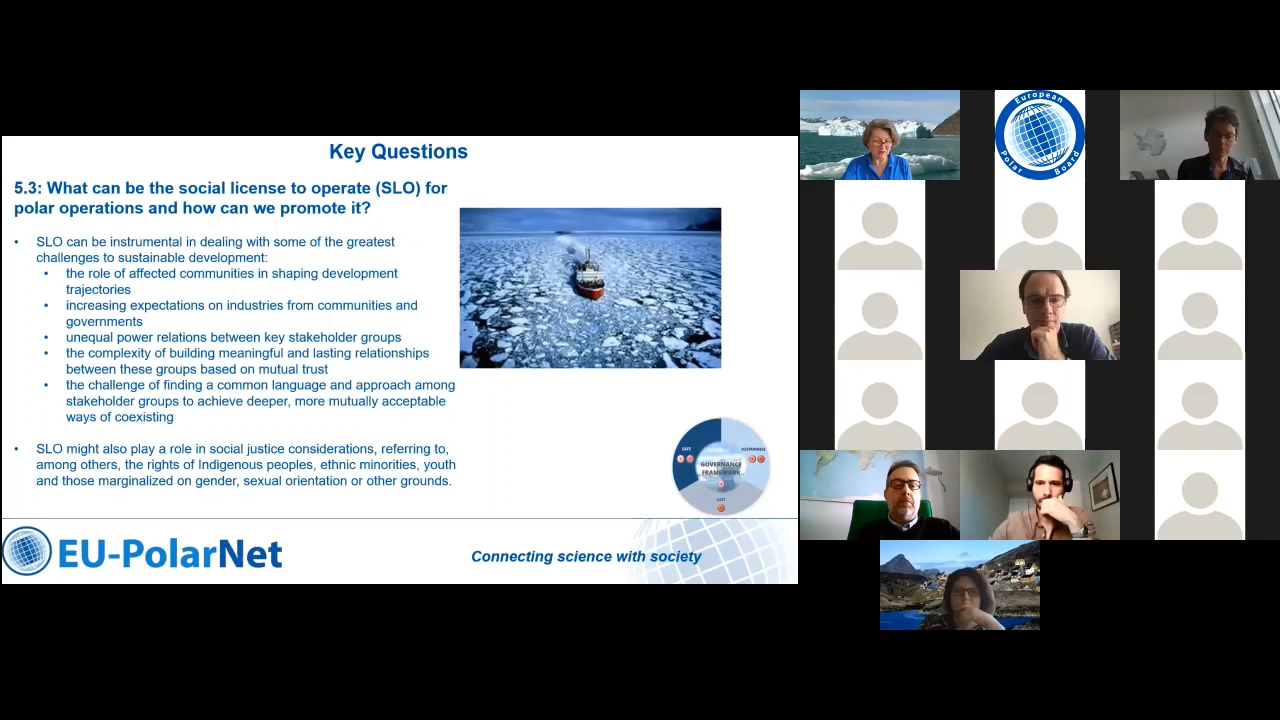 Key Questions
5.3: What can be the social license to operate (SLO) for
polar operations and how can we promote it?
• SLO can be instrumental in dealing with some of the greatest
challenges to sustainable development:
• the role of affected communities in shaping development
trajectories
• increasing expectations on industries from communities and
governments
• unequal power relations between key stakeholder groups
• the complexity of building meaningful and lasting relationships
between these groups based on mutual trust
• the challenge of finding a common language and approach among
stakeholder groups to achieve deeper, more mutually acceptable
ways of coexisting
• SLO might also play a role in social justice considerations, referring to,
among others, the rights of Indigenous peoples, ethnic minorities, youth
and those marginalized on gender, sexual orientation or other grounds.
SAFE
SUSTAINABLE
GOVERNANCE
FRAMEWORK
JUST
EU-PolarNet
Connecting science with society
European
Polar Board